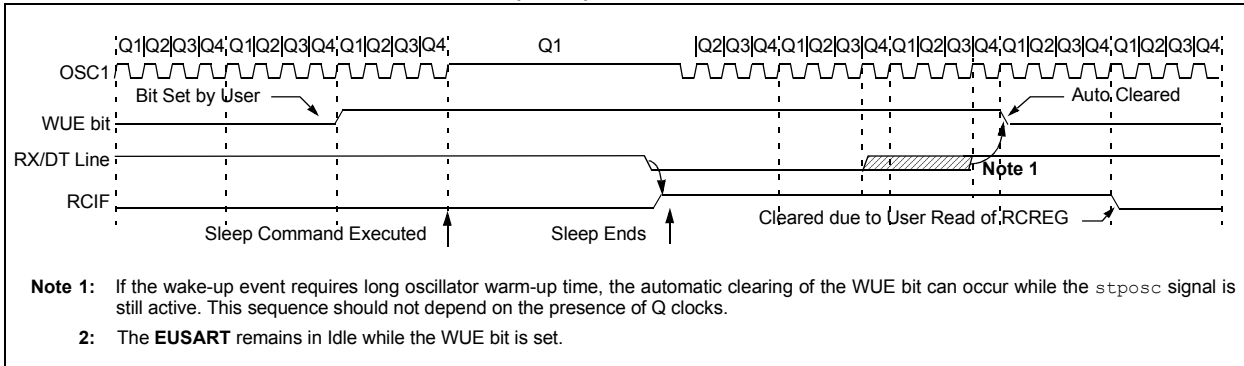 Q1|Q2|Q3|Q4|Q1|Q2|Q3|Q4|Q1|Q2|Q3|Q4 Q1 |Q2|Q3|Q4|Q1|Q2|Q3|Q4|Q1|Q2|Q3|Q4|Q1|Q2|Q3|Q4|Q1|Q2|Q3|Q4
OSC1
Bit Set by User
Auto Cleared
WUE bit
RX/DT Line
Note 1
RCIF
Cleared due to User Read of RCREG
Sleep Command Executed
Sleep Ends
Note 1: If the wake-up event requires long oscillator warm-up time, the automatic clearing of the WUE bit can occur while the stposc signal is
still active. This sequence should not depend on the presence of Q clocks.
2: The EUSART remains in Idle while the WUE bit is set.